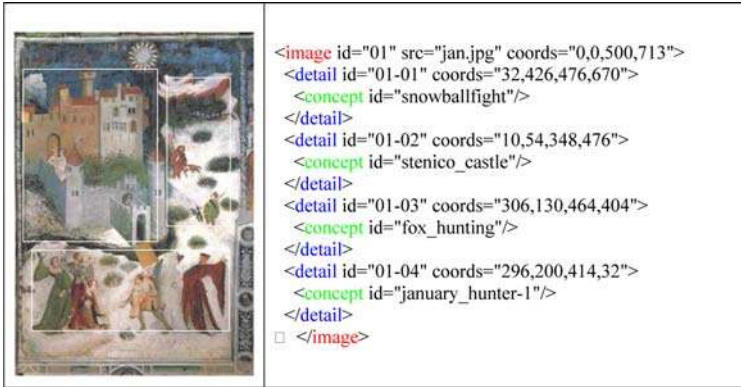 <image id="01" src="jan.jpg" coords="0,0,500,713">
<detail id="01-01" coords="32,426,476,670">
<concept id="snowballfight"/>
</detail>
<detail id="01-02" coords="10,54,348,476">
<concept id="stenico_castle"/>
</detail>
<detail id="01-03" coords="306,130,464,404">
<concept id="fox_hunting"/>
</detail>
<detail id="01-04" coords="296,200,414,32">
<concept id="january_hunter-1"/>
</detail>
</image>